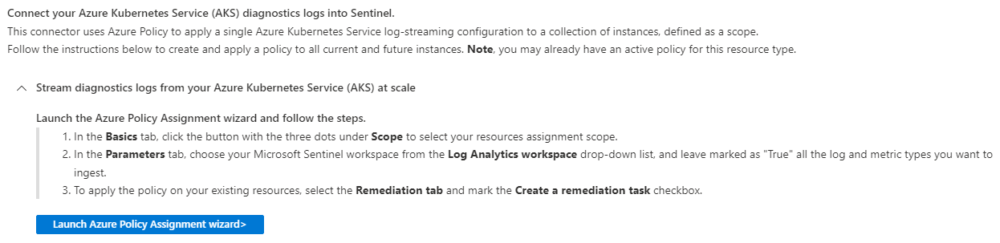 Connect your Azure Kubernetes Service (AKS) diagnostics logs into Sentinel.
This connector uses Azure Policy to apply a single Azure Kubernetes Service log-streaming configuration to a collection of instances, defined as a scope.
Follow the instructions below to create and apply a policy to all current and future instances. Note, you may already have an active policy for this resource type.
Stream diagnostics logs from your Azure Kubernetes Service (AKS) at scale
Launch the Azure Policy Assignment wizard and follow the steps.
1. In the Basics tab, click the button with the three dots under Scope to select your resources assignment scope.
2. In the Parameters tab, choose your Microsoft Sentinel workspace from the Log Analytics workspace drop-down list, and leave marked as "True" all the log and metric types you want to
ingest.
3. To apply the policy on your existing resources, select the Remediation tab and mark the Create a remediation task checkbox.
Launch Azure Policy Assignment wizard>